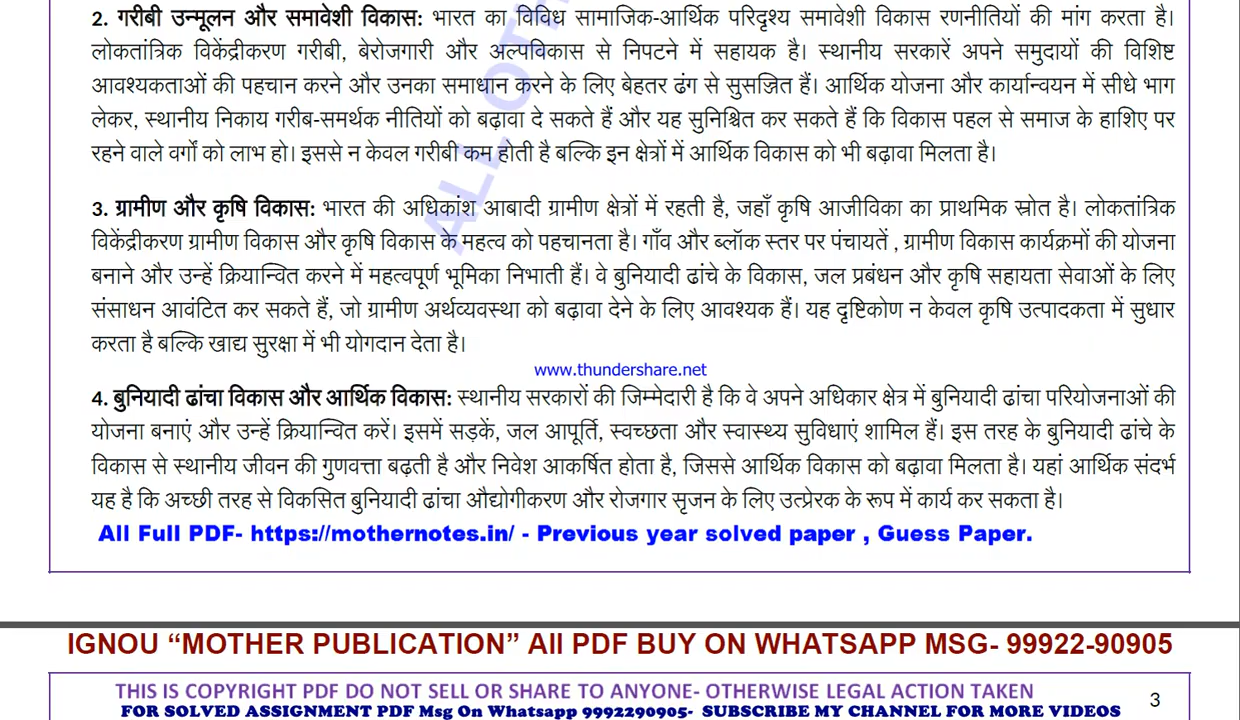 2. गरीबी उन्मूलन और समावेशी विकास: भारत का विविध सामाजिक-आर्थिक परिदृश्य समावेशी विकास रणनीतियों की मांग करता है।
लोकतांत्रिक विकेंद्रीकरण गरीबी, बेरोजगारी और अल्पविकास से निपटने में सहायक है। स्थानीय सरकारें अपने समुदायों की विशिष्ट
आवश्यकताओं की पहचान करने और उनका समाधान करने के लिए बेहतर ढंग से सुसज्जित हैं। आर्थिक योजना और कार्यान्वयन में सीधे भाग
लेकर, स्थानीय निकाय गरीब-समर्थक नीतियों को बढ़ावा दे सकते हैं और यह सुनिश्चित कर सकते हैं कि विकास पहल से समाज के हाशिए पर
रहने वाले वर्गों को लाभ हो। इससे न केवल गरीबी कम होती है बल्कि इन क्षेत्रों में आर्थिक विकास को भी बढ़ावा मिलता है।
ALL OTH
3. ग्रामीण और कृषि विकास: भारत की अधिकांश आबादी ग्रामीण क्षेत्रों में रहती है, जहाँ कृषि आजीविका का प्राथमिक स्रोत है। लोकतांत्रिक
विकेंद्रीकरण ग्रामीण विकास और कृषि विकास के महत्व को पहचानता है। गाँव और ब्लॉक स्तर पर पंचायतें , ग्रामीण विकास कार्यक्रमों की योजना
बनाने और उन्हें क्रियान्वित करने में महत्वपूर्ण भूमिका निभाती हैं। वे बुनियादी ढांचे के विकास, जल प्रबंधन और कृषि सहायता सेवाओं के लिए
संसाधन आवंटित कर सकते हैं, जो ग्रामीण अर्थव्यवस्था को बढ़ावा देने के लिए आवश्यक हैं। यह दृष्टिकोण न केवल कृषि उत्पादकता में सुधार
करता है बल्कि खाद्य सुरक्षा में भी योगदान देता है।
www.thundershare.net
4. बुनियादी ढांचा विकास और आर्थिक विकास: स्थानीय सरकारों की जिम्मेदारी है कि वे अपने अधिकार क्षेत्र में बुनियादी ढांचा परियोजनाओं की
योजना बनाएं और उन्हें क्रियान्वित करें। इसमें सड़कें, जल आपूर्ति, स्वच्छता और स्वास्थ्य सुविधाएं शामिल हैं। इस तरह के बुनियादी ढांचे के
विकास से स्थानीय जीवन की गुणवत्ता बढ़ती है और निवेश आकर्षित होता है, जिससे आर्थिक विकास को बढ़ावा मिलता है। यहां आर्थिक संदर्भ
यह है कि अच्छी तरह से विकसित बुनियादी ढांचा औद्योगीकरण और रोजगार सृजन के लिए उत्प्रेरक के रूप में कार्य कर सकता है।
All Full PDF- https://mothernotes.in/ - Previous year solved paper , Guess Paper.
IGNOU “MOTHER PUBLICATION” All PDF BUY ON WHATSAPP MSG- 99922-90905
THIS IS COPYRIGHT PDF DO NOT SELL OR SHARE TO ANYONE- OTHERWISE LEGAL ACTION TAKEN
3
FOR SOLVED ASSIGNMENT PDF Msg On Whatsapp 9992290905- SUBSCRIBE MY CHANNEL FOR MORE VIDEOS